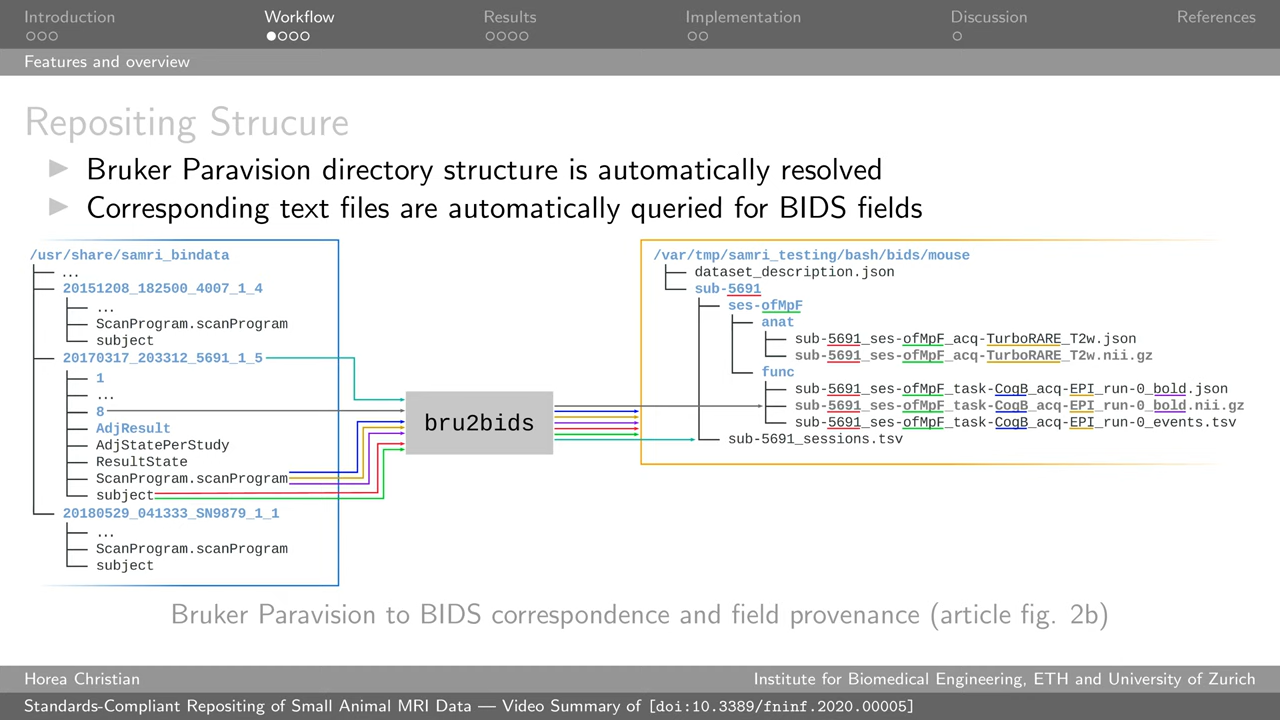 Introduction Workflow Results Implementation Discussion References
Features and overview
Repositing Strucure
Bruker Paravision directory structure is automatically resolved
Corresponding text files are automatically queried for BIDS fields
/usr/share/samri_bindata
...
20151208_182500_4007_1_4
...
ScanProgram.scanProgram
subject
20170317_203312_5691_1_5
1
...
8
AdjResult
AdjStatePerStudy
ResultState
ScanProgram.scanProgram
subject
20180529_041333_SN9879_1_1
...
ScanProgram.scanProgram
subject
bru2bids
/var/tmp/samri_testing/bash/bids/mouse
dataset_description.json
sub-5691
ses-ofMpF
anat
sub-5691_ses-ofMpF_acq-TurboRARE_T2w.json
sub-5691_ses-ofMpF_acq-TurboRARE_T2w.nii.gz
func
sub-5691_ses-ofMpF_task-CogB_acq-EPI_run-0_bold.json
sub-5691_ses-ofMpF_task-CogB_acq-EPI_run-0_bold.nii.gz
sub-5691_ses-ofMpF_task-CogB_acq-EPI_run-0_events.tsv
sub-5691_sessions.tsv
Bruker Paravision to BIDS correspondence and field provenance (article fig. 2b)
Horea Christian Institute for Biomedical Engineering, ETH and University of Zurich
Standards-Compliant Repositing of Small Animal MRI Data — Video Summary of [doi:10.3389/fninf.2020.00005]